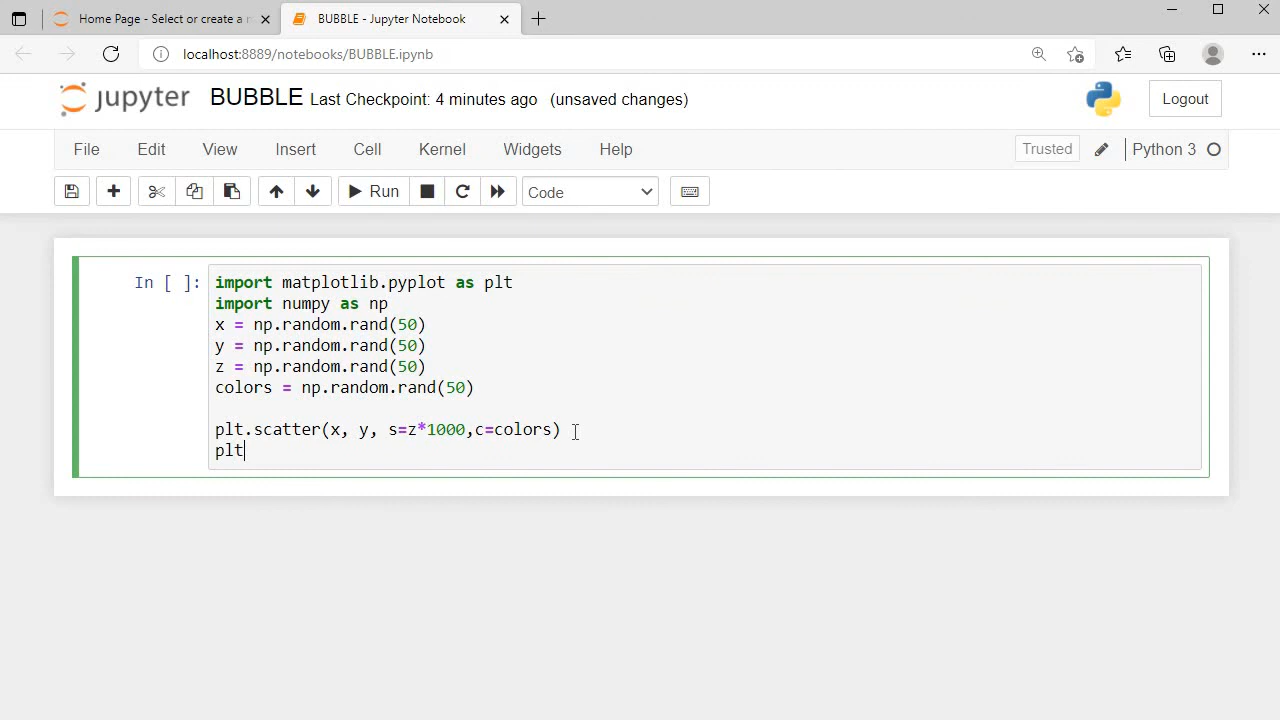 Home Page - Select or create a n
BUBBLE - Jupyter Notebook
localhost:8889/notebooks/BUBBLE.ipynb
jupyter BUBBLE Last Checkpoint: 4 minutes ago (unsaved changes)
Logout
File Edit View Insert Cell Kernel Widgets Help
Trusted Python 3
Run Code
In [ ]: import matplotlib.pyplot as plt
import numpy as np
x = np.random.rand(50)
y = np.random.rand(50)
z = np.random.rand(50)
colors = np.random.rand(50)
plt.scatter(x, y, s=z*1000,c=colors)
plt